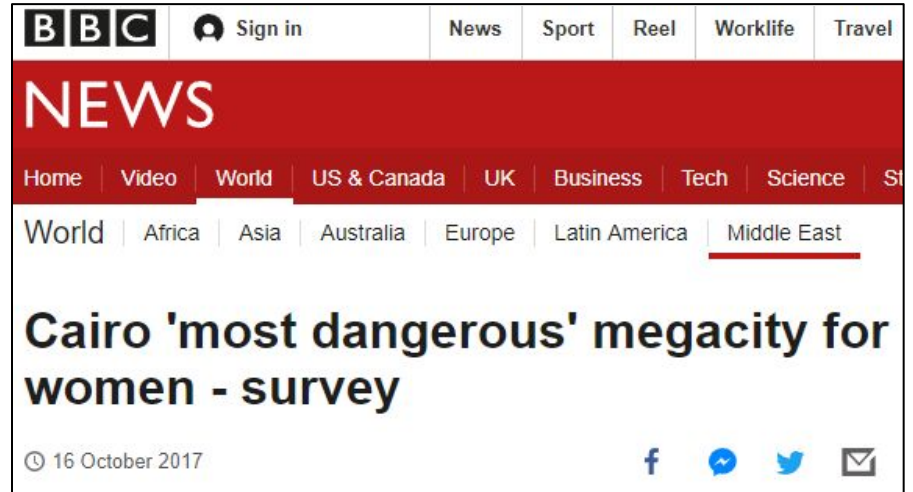 BBC Sign in News Sport Reel Worklife Travel
NEWS
Home Video World US & Canada UK Business Tech Science St
World Africa Asia Australia Europe Latin America Middle East
Cairo 'most dangerous' megacity for
women - survey
16 October 2017